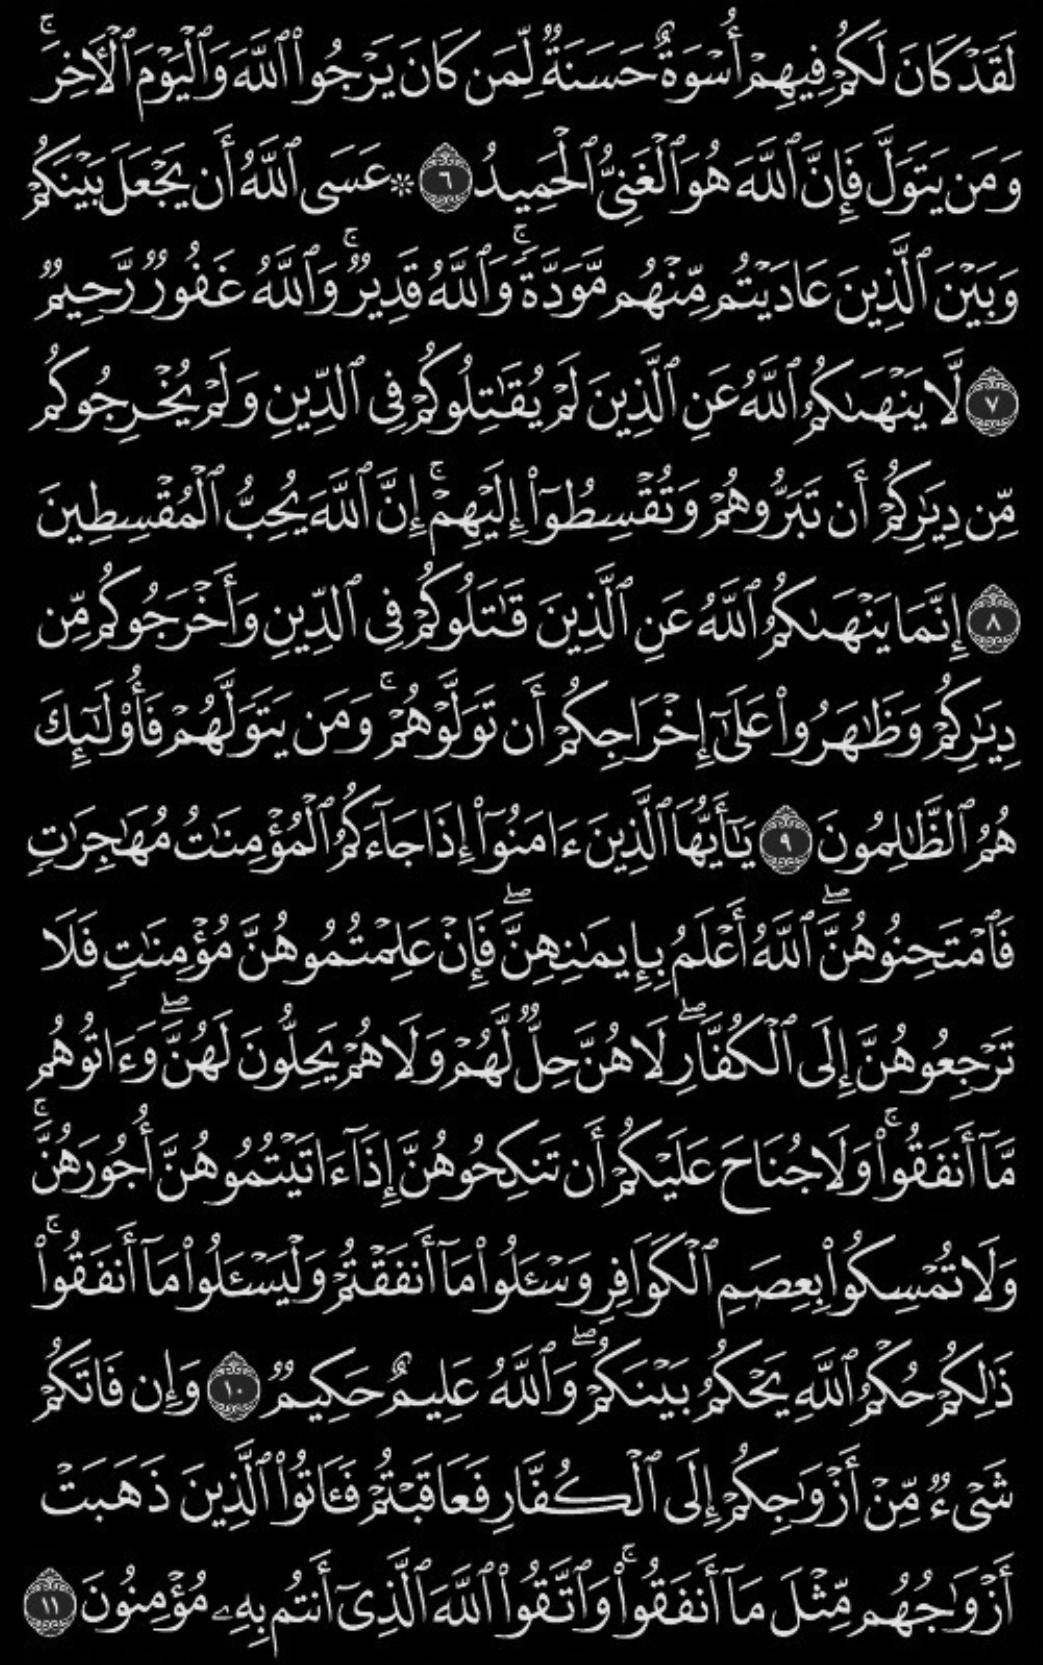 لَقَدْ كَانَ لَكُمْ فِيهِمْ أُسْوَةٌ حَسَنَةٌ لِّمَن كَانَ يَرْجُوا۟ ٱللَّهَ وَٱلْيَوْمَ ٱلْـَٔاخِرَ ۚ
وَمَن يَتَوَلَّ فَإِنَّ ٱللَّهَ هُوَ ٱلْغَنِىُّ ٱلْحَمِيدُ ٦ ۞ عَسَى ٱللَّهُ أَن يَجْعَلَ بَيْنَكُمْ
وَبَيْنَ ٱلَّذِينَ عَادَيْتُم مِّنْهُم مَّوَدَّةً ۚ وَٱللَّهُ قَدِيرٌ ۚ وَٱللَّهُ غَفُورٌ رَّحِيمٌ
٧ لَّا يَنْهَىٰكُمُ ٱللَّهُ عَنِ ٱلَّذِينَ لَمْ يُقَـٰتِلُوكُمْ فِى ٱلدِّينِ وَلَمْ يُخْرِجُوكُم
مِّن دِيَـٰرِكُمْ أَن تَبَرُّوهُمْ وَتُقْسِطُوٓا۟ إِلَيْهِمْ ۚ إِنَّ ٱللَّهَ يُحِبُّ ٱلْمُقْسِطِينَ
٨ إِنَّمَا يَنْهَىٰكُمُ ٱللَّهُ عَنِ ٱلَّذِينَ قَـٰتَلُوكُمْ فِى ٱلدِّينِ وَأَخْرَجُوكُم مِّن
دِيَـٰرِكُمْ وَظَـٰهَرُوا۟ عَلَىٰٓ إِخْرَاجِكُمْ أَن تَوَلَّوْهُمْ ۚ وَمَن يَتَوَلَّهُمْ فَأُو۟لَـٰٓئِكَ
هُمُ ٱلظَّـٰلِمُونَ ٩ يَـٰٓأَيُّهَا ٱلَّذِينَ ءَامَنُوٓا۟ إِذَا جَآءَكُمُ ٱلْمُؤْمِنَـٰتُ مُهَـٰجِرَٰتٍ
فَٱمْتَحِنُوهُنَّ ۖ ٱللَّهُ أَعْلَمُ بِإِيمَـٰنِهِنَّ ۖ فَإِنْ عَلِمْتُمُوهُنَّ مُؤْمِنَـٰتٍ فَلَا
تَرْجِعُوهُنَّ إِلَى ٱلْكُفَّارِ ۖ لَا هُنَّ حِلٌّ لَّهُمْ وَلَا هُمْ يَحِلُّونَ لَهُنَّ ۖ وَءَاتُوهُم
مَّآ أَنفَقُوا۟ ۚ وَلَا جُنَاحَ عَلَيْكُمْ أَن تَنكِحُوهُنَّ إِذَآ ءَاتَيْتُمُوهُنَّ أُجُورَهُنَّ ۚ
وَلَا تُمْسِكُوا۟ بِعِصَمِ ٱلْكَوَافِرِ وَسْـَٔلُوا۟ مَآ أَنفَقْتُمْ وَلْيَسْـَٔلُوا۟ مَآ أَنفَقُوا۟ ۚ
ذَٰلِكُمْ حُكْمُ ٱللَّهِ يَحْكُمُ بَيْنَكُمْ ۖ وَٱللَّهُ عَلِيمٌ حَكِيمٌ ١٠ وَإِن فَاتَكُمْ
شَىْءٌ مِّنْ أَزْوَٰجِكُمْ إِلَى ٱلْكُفَّارِ فَعَاقَبْتُمْ فَـَٔاتُوا۟ ٱلَّذِينَ ذَهَبَتْ
أَزْوَٰجُهُم مِّثْلَ مَآ أَنفَقُوا۟ ۚ وَٱتَّقُوا۟ ٱللَّهَ ٱلَّذِىٓ أَنتُم بِهِۦ مُؤْمِنُونَ ١١